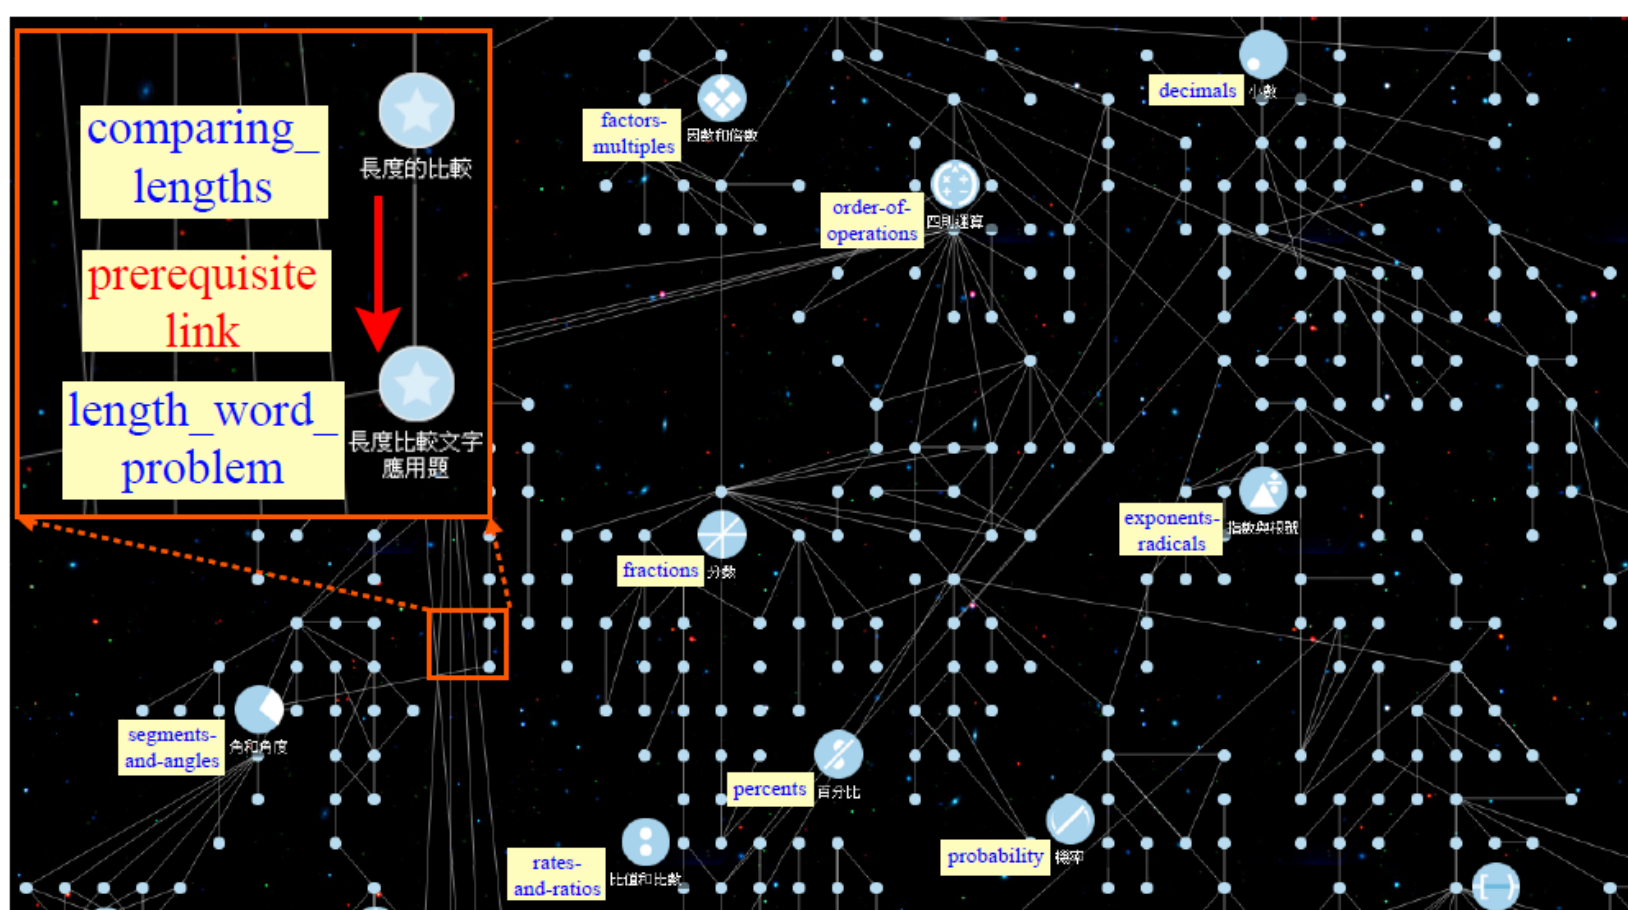 comparing_
lengths
長度的比較
prerequisite
link
length_word_
problem
長度比較文字
應用題
factors-
multiples
因數和倍數
decimals
小數
order-of-
operations
四則運算
exponents-
radicals
指數與根號
fractions
分數
segments-
and-angles
角和角度
percents
百分比
rates-
and-ratios
比值和比數
probability
機率